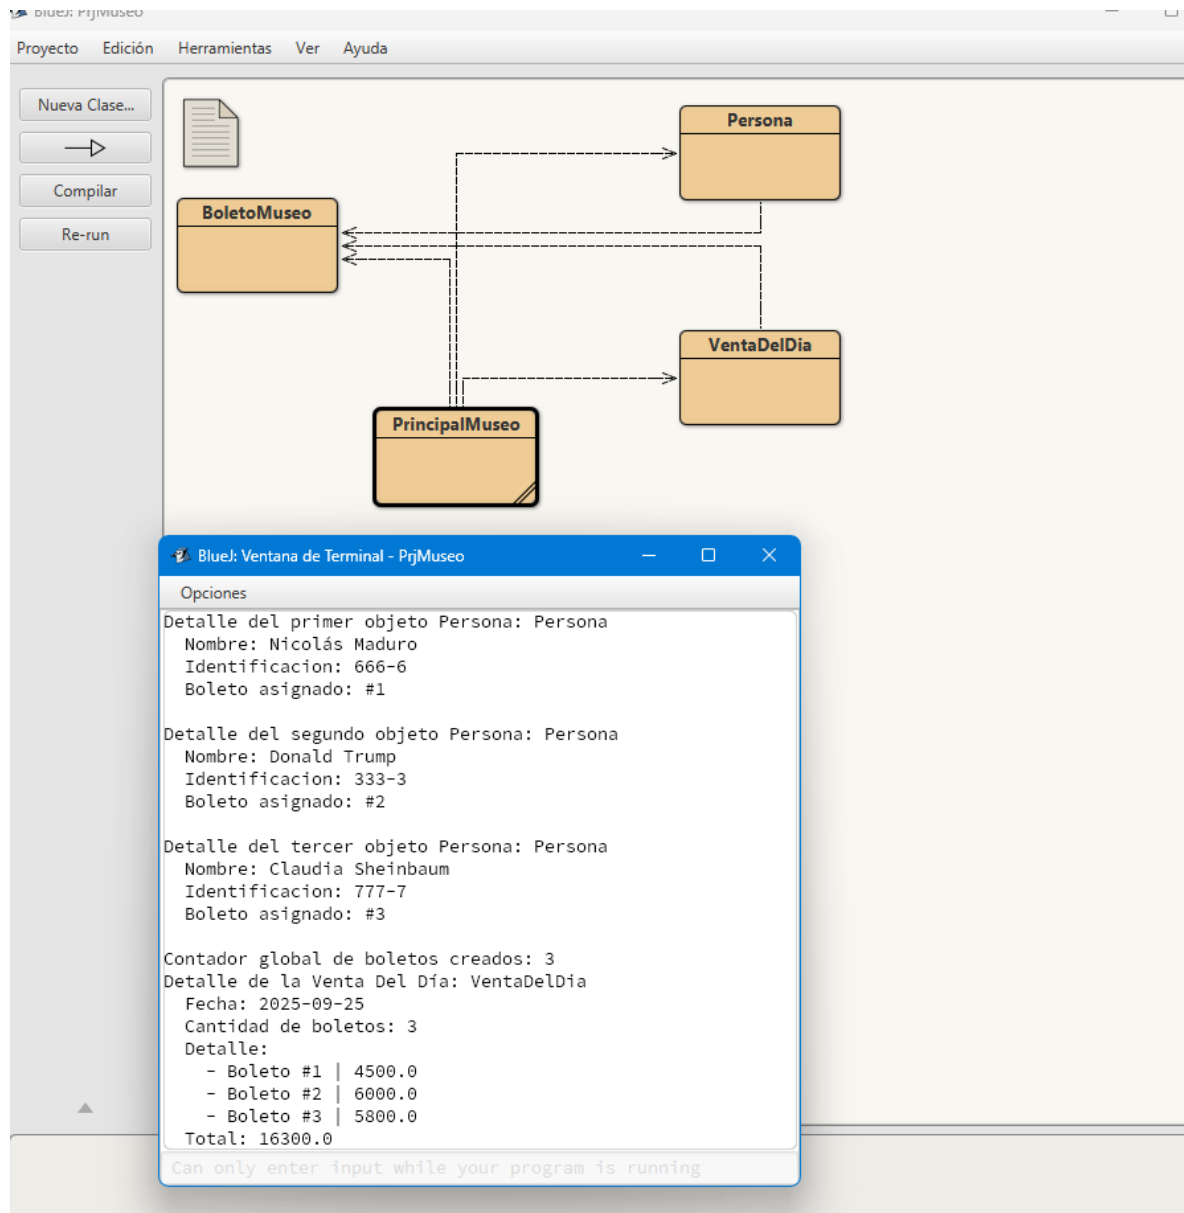 BlueJ: PrjMuseo
Proyecto Edición Herramientas Ver Ayuda
Nueva Clase...
Compilar
Re-run
Persona
BoletoMuseo
VentaDelDia
PrincipalMuseo
BlueJ: Ventana de Terminal - PrjMuseo
Opciones
Detalle del primer objeto Persona: Persona
Nombre: Nicolás Maduro
Identificacion: 666-6
Boleto asignado: #1
Detalle del segundo objeto Persona: Persona
Nombre: Donald Trump
Identificacion: 333-3
Boleto asignado: #2
Detalle del tercer objeto Persona: Persona
Nombre: Claudia Sheinbaum
Identificacion: 777-7
Boleto asignado: #3
Contador global de boletos creados: 3
Detalle de la Venta Del Día: VentaDelDia
Fecha: 2025-09-25
Cantidad de boletos: 3
Detalle:
- Boleto #1 | 4500.0
- Boleto #2 | 6000.0
- Boleto #3 | 5800.0
Total: 16300.0
Can only enter input while your program is running